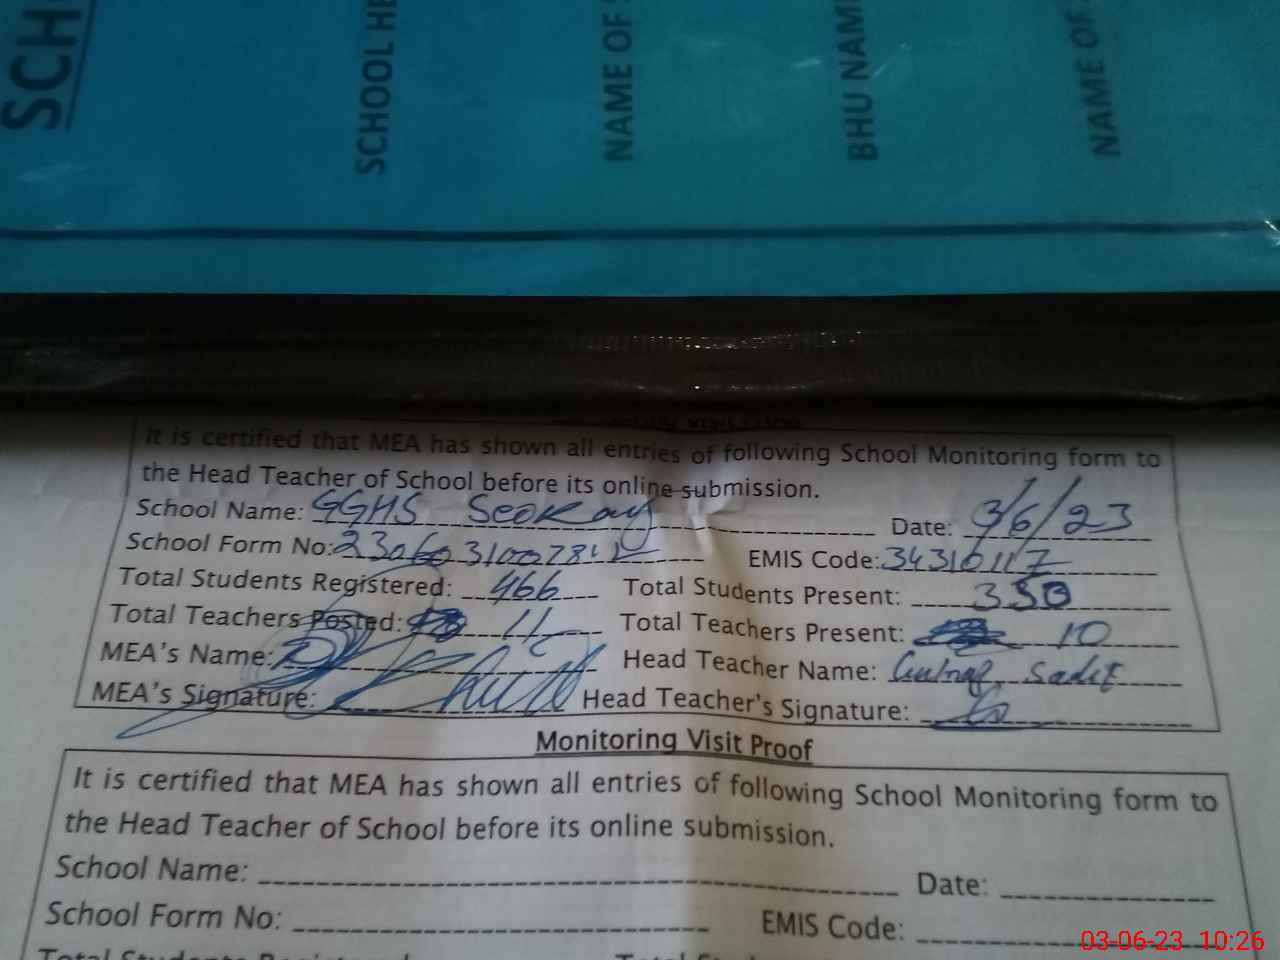 SCH
SCHOOL HE
NAME OF S
BHU NAM
NAME OF
It is certified that MEA has shown all entries of following School Monitoring form to
the Head Teacher of School before its online submission.
School Name: GGHS Seokay Date: 3/6/23
School Form No: EMIS Code: 34310117
Total Students Registered: 466 Total Students Present: 350
Total Teachers Posted: 11 Total Teachers Present: 10
MEA's Name: Head Teacher Name:
MEA's Signature: Head Teacher's Signature:
Monitoring Visit Proof
It is certified that MEA has shown all entries of following School Monitoring form to
the Head Teacher of School before its online submission.
School Name: Date:
School Form No: EMIS Code:
Total Students Registered:
03-06-23 10:26